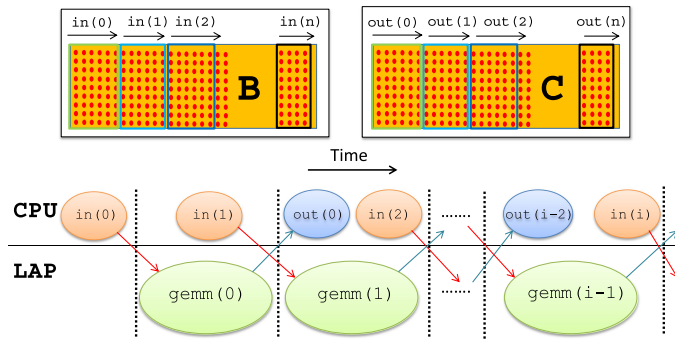 in(0) in(1) in(2) in(n)
B
out(0) out(1) out(2) out(n)
C
Time
CPU
in(0) in(1) out(0) in(2) ....... out(i-2) in(i)
LAP
gemm(0) gemm(1) ....... gemm(i-1)